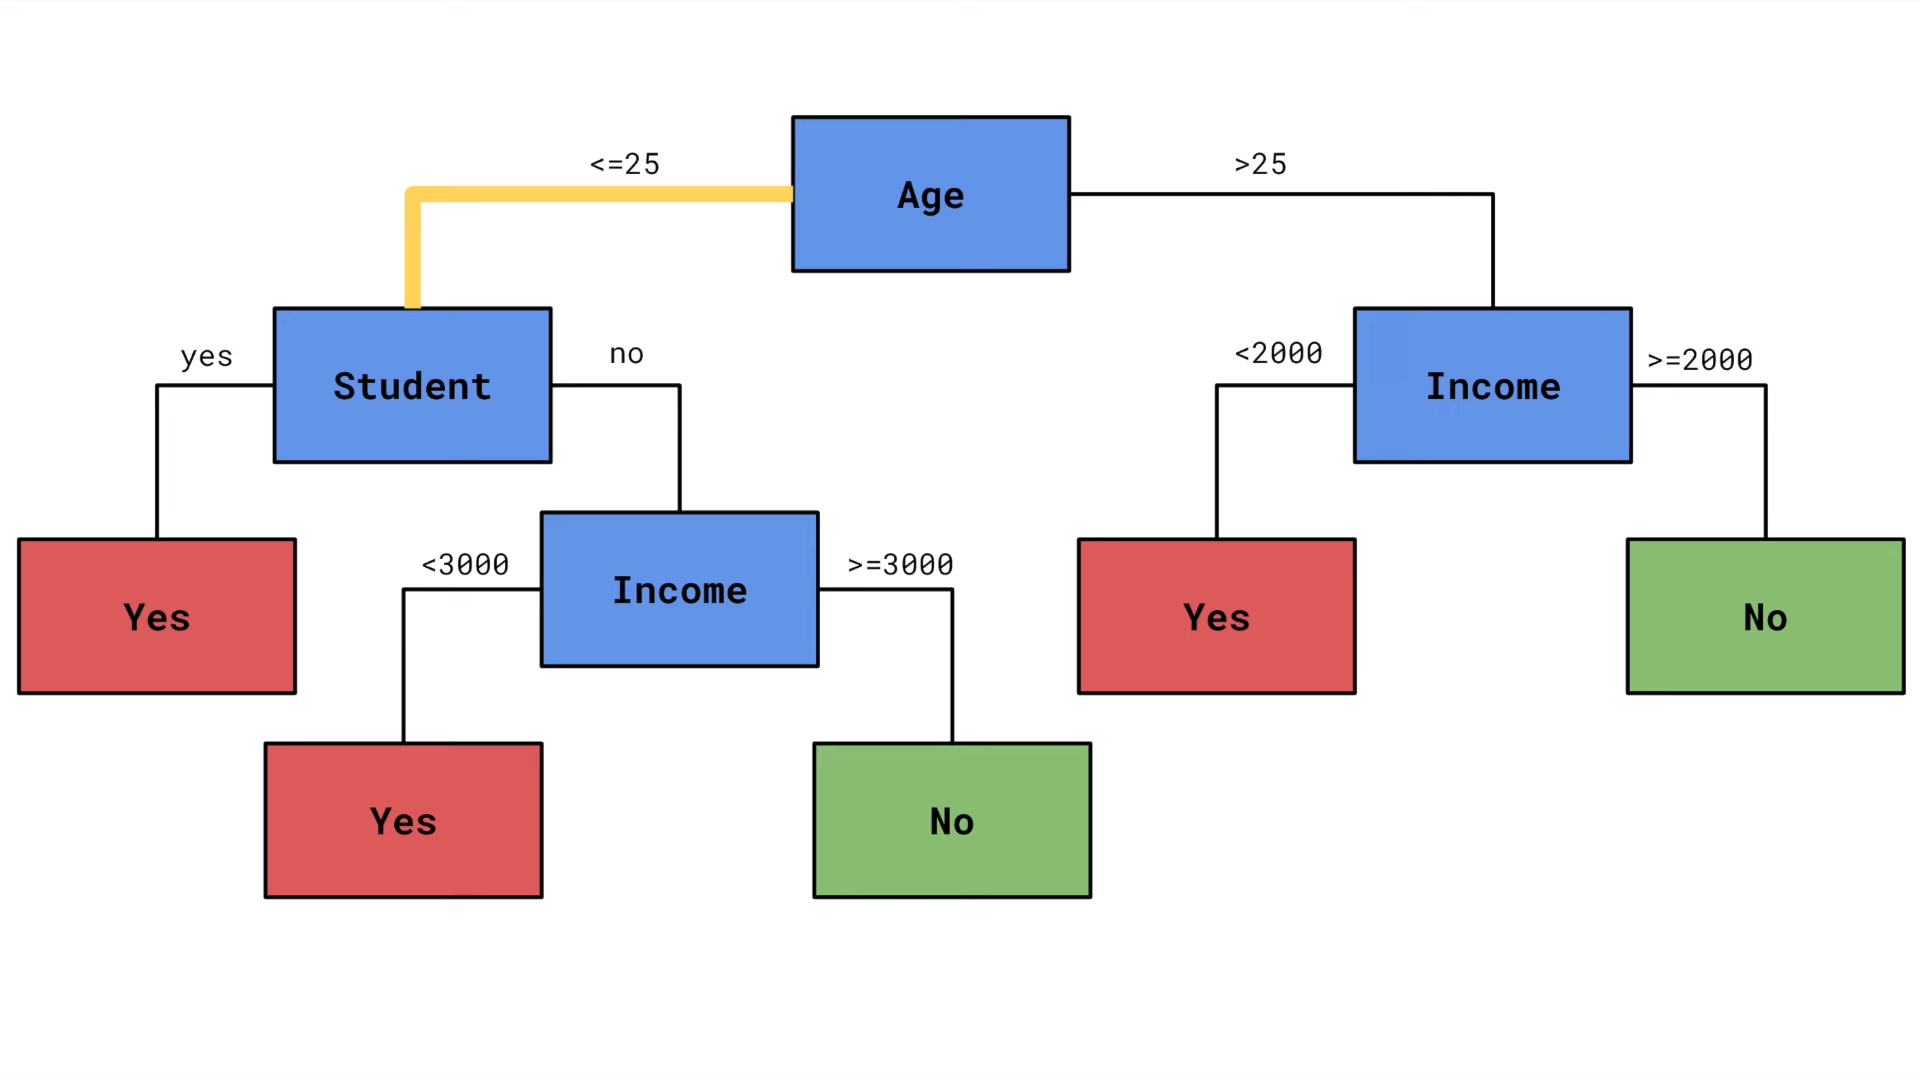 <=25
Age
>25
yes
Student
no
<2000
Income
>=2000
Yes
<3000
Income
>=3000
Yes
No
Yes
No